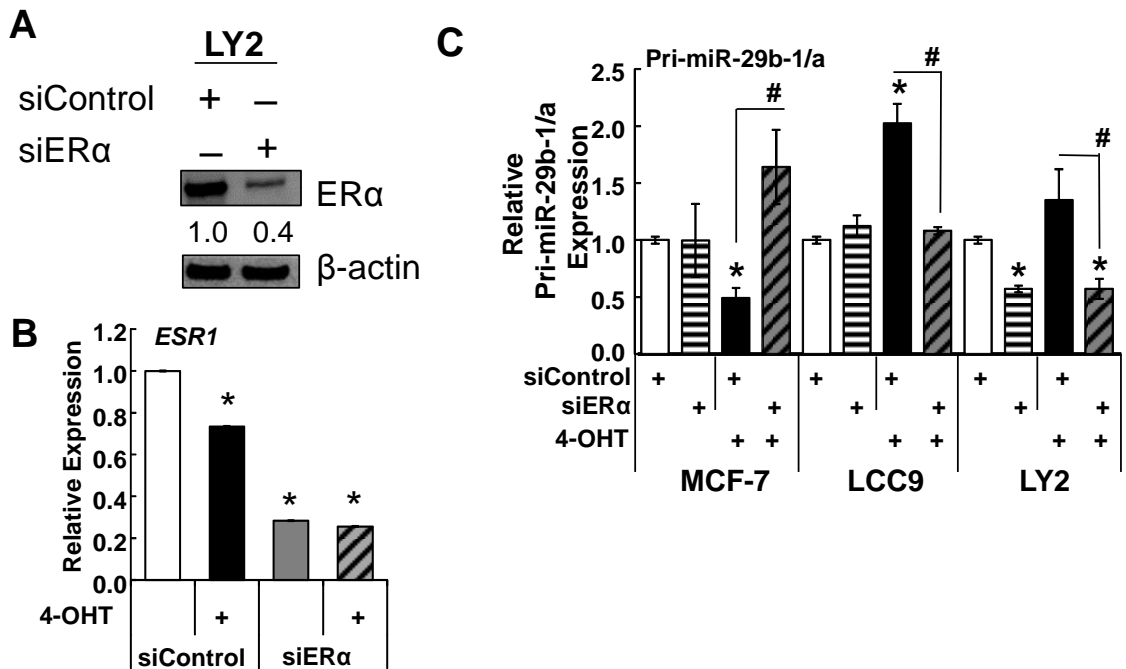 A
LY2
siControl + –
siERα – +
ERα
1.0 0.4
β-actin
B
ESR1
Relative Expression
1.2
1.0
0.8
0.6
0.4
0.2
0.0
* * *
4-OHT + +
siControl siERα
C
Pri-miR-29b-1/a
Relative
Pri-miR-29b-1/a
Expression
2.5
2.0
1.5
1.0
0.5
0.0
* # * # * # *
siControl + + + + + +
siERα + + + + + +
4-OHT + + + + + +
MCF-7 LCC9 LY2